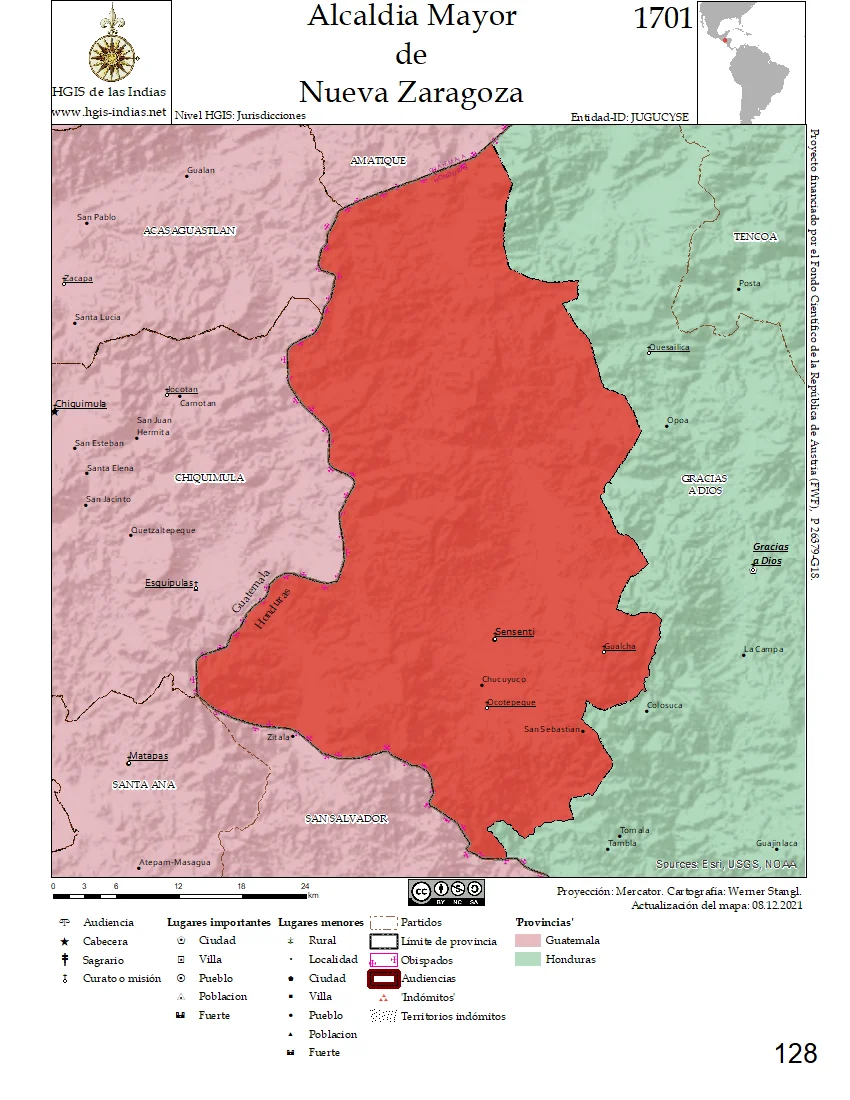 Alcaldia Mayor
de
Nueva Zaragoza
1701
HGIS de las Indias
www.hgis-indias.net
Nivel HGIS: Jurisdicciones
Entidad-ID: JUGUCYSE
AMATIQUE
Gualan
San Pablo
ACASAGUASTLAN
TENCOA
Zacapa
Posta
Santa Lucia
Quesailica
Jocotan
Camotan
Chiquimula
San Juan
Hermita
Opoa
San Esteban
Santa Elena
CHIQUIMULA
GRACIAS
A DIOS
San Jacinto
Quetzaltepeque
Gracias
a Dios
Esquipulas
Guatemala
Honduras
Sensenti
Gualcha
La Campa
Chucuyuco
Ocotepeque
Colosuca
San Sebastian
Zitala
Matapas
SANTA ANA
SAN SALVADOR
Tomala
Tambla
Guajinlaca
Atepam-Masagua
Sources: Esri, USGS, NOAA
Proyecto financiado por el Fondo Científico de la República de Austria (FWF), P 26379-G18.
0 3 6 12 18 24
km
CC BY NC SA
Proyección: Mercator. Cartografía: Werner Stangl.
Actualización del mapa: 08.12.2021
Audiencia
Cabecera
Sagrario
Curato o misión
Lugares importantes
Ciudad
Villa
Pueblo
Poblacion
Fuerte
Lugares menores
Rural
Localidad
Ciudad
Villa
Pueblo
Poblacion
Fuerte
Partidos
Límite de provincia
Obispados
Audiencias
'Indómitos'
Territorios indómitos
'Provincias'
Guatemala
Honduras
128